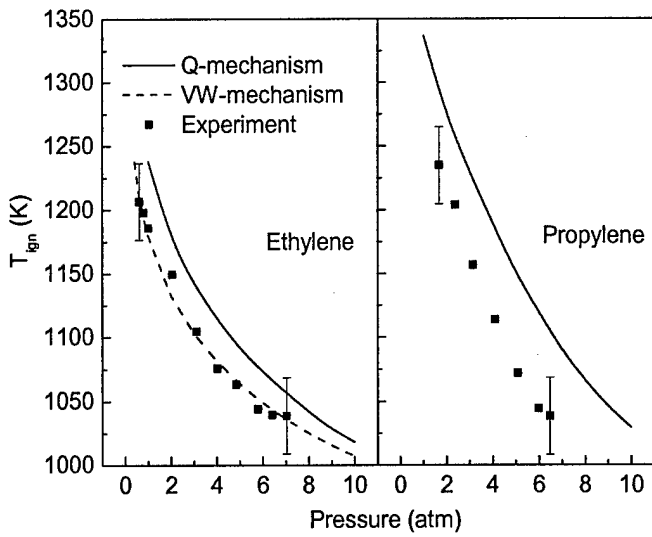 1350
1300
1250
1200
1150
1100
1050
1000
T_ign (K)
Q-mechanism
VW-mechanism
Experiment
Ethylene
Propylene
0 2 4 6 8 10
0 2 4 6 8 10
Pressure (atm)